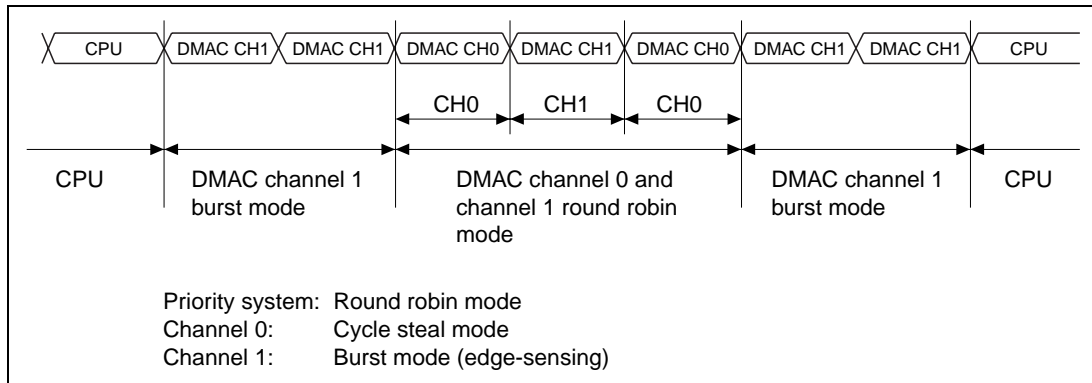 CPU DMAC CH1 DMAC CH1 DMAC CH0 DMAC CH1 DMAC CH0 DMAC CH1 DMAC CH1 CPU
CH0 CH1 CH0
CPU
DMAC channel 1
burst mode
DMAC channel 0 and
channel 1 round robin
mode
DMAC channel 1
burst mode
CPU
Priority system: Round robin mode
Channel 0: Cycle steal mode
Channel 1: Burst mode (edge-sensing)